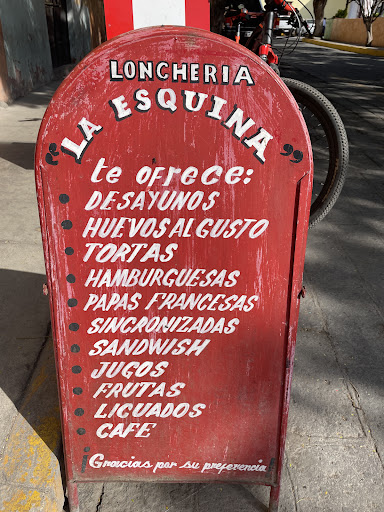 LONCHERIA
"LA ESQUINA"
te OFRECE:
DESAYUNOS
HUEVOS AL GUSTO
TORTAS
HAMBURGUESAS
PAPAS FRANCESAS
SINCRONIZADAS
SANDWISH
JUGOS
FRUTAS
LICUADOS
CAFE
Gracias por su preferencia